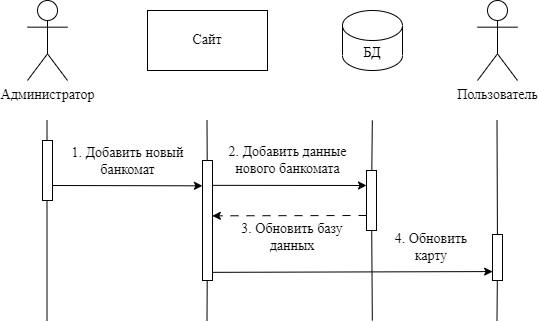 Сайт
БД
Администратор
Пользователь
1. Добавить новый
банкомат
2. Добавить данные
нового банкомата
3. Обновить базу
данных
4. Обновить
карту